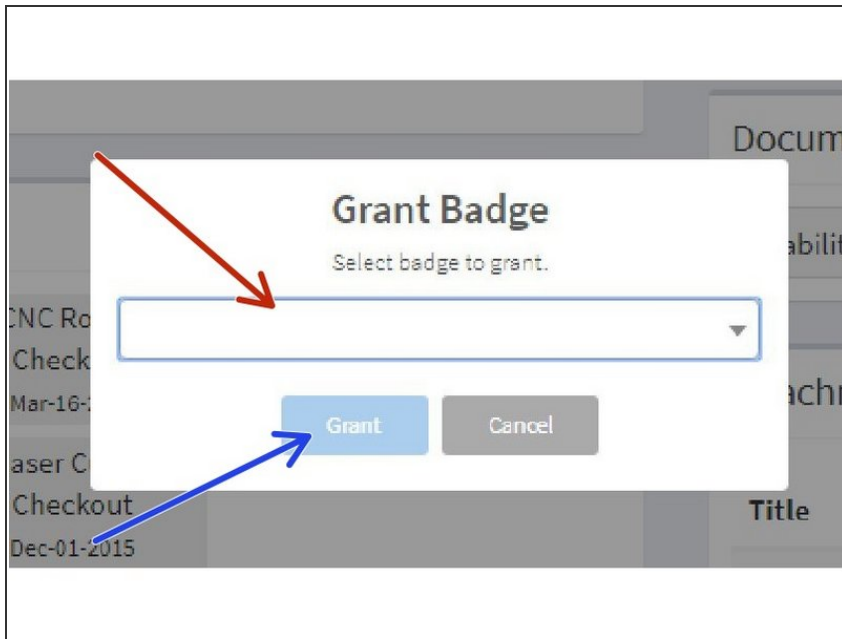 Docum
Grant Badge
Select badge to grant.
abilit
CNC Ro
Check
Mar-16-
achr
Grant
Cancel
aser C
Checkout
Dec-01-2015
Title